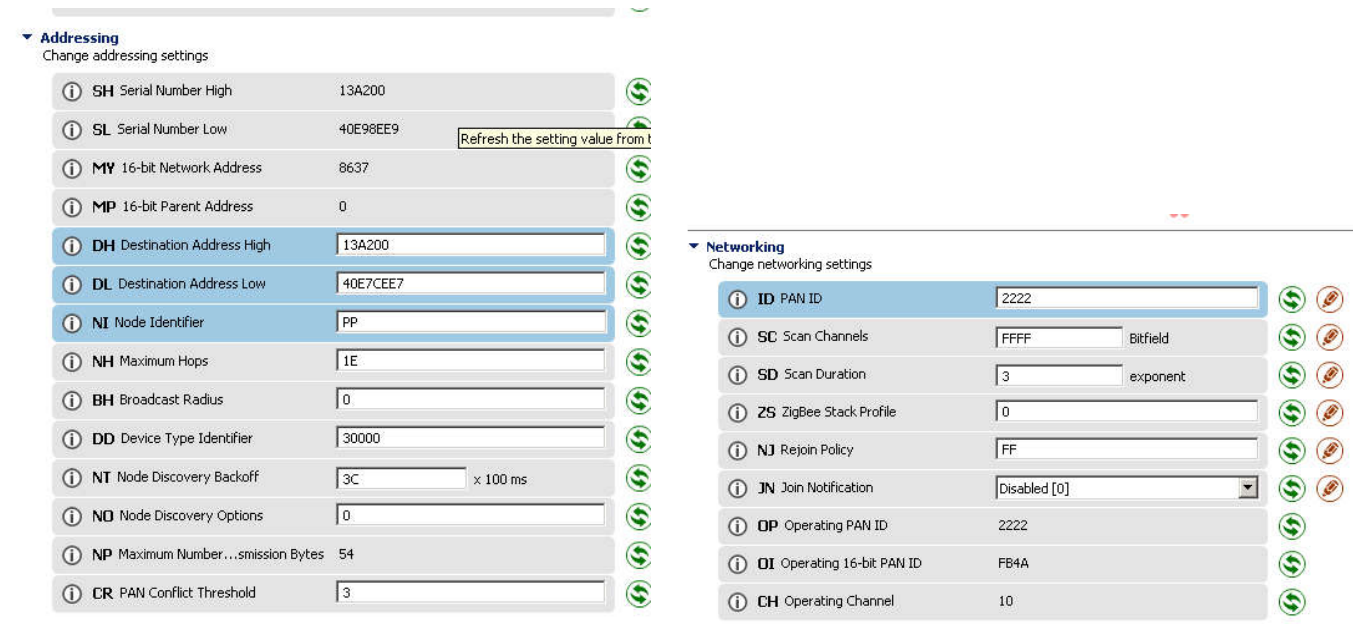 Addressing
Change addressing settings
SH Serial Number High 13A200
SL Serial Number Low 40E98EE9
Refresh the setting value from t
MY 16-bit Network Address 8637
MP 16-bit Parent Address 0
DH Destination Address High 13A200
DL Destination Address Low 40E7CEE7
NI Node Identifier PP
NH Maximum Hops 1E
BH Broadcast Radius 0
DD Device Type Identifier 30000
NT Node Discovery Backoff 3C x 100 ms
NO Node Discovery Options 0
NP Maximum Number...smission Bytes 54
CR PAN Conflict Threshold 3
Networking
Change networking settings
ID PAN ID 2222
SC Scan Channels FFFF Bitfield
SD Scan Duration 3 exponent
ZS ZigBee Stack Profile 0
NJ Rejoin Policy FF
JN Join Notification Disabled [0]
OP Operating PAN ID 2222
OI Operating 16-bit PAN ID FB4A
CH Operating Channel 10